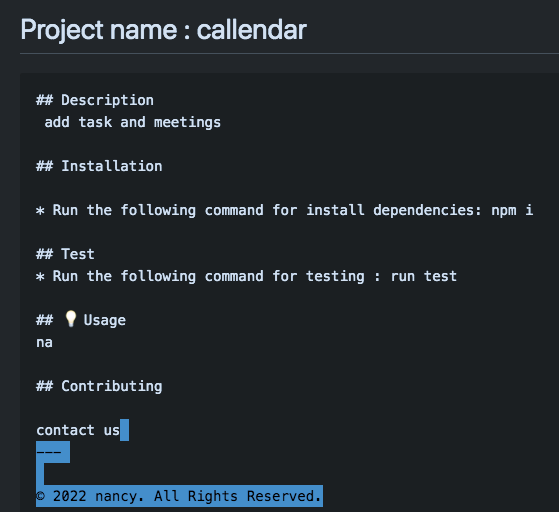 Project name : callendar
## Description
add task and meetings
## Installation
* Run the following command for install dependencies: npm i
## Test
* Run the following command for testing : run test
## 💡 Usage
na
## Contributing
contact us
---
© 2022 nancy. All Rights Reserved.